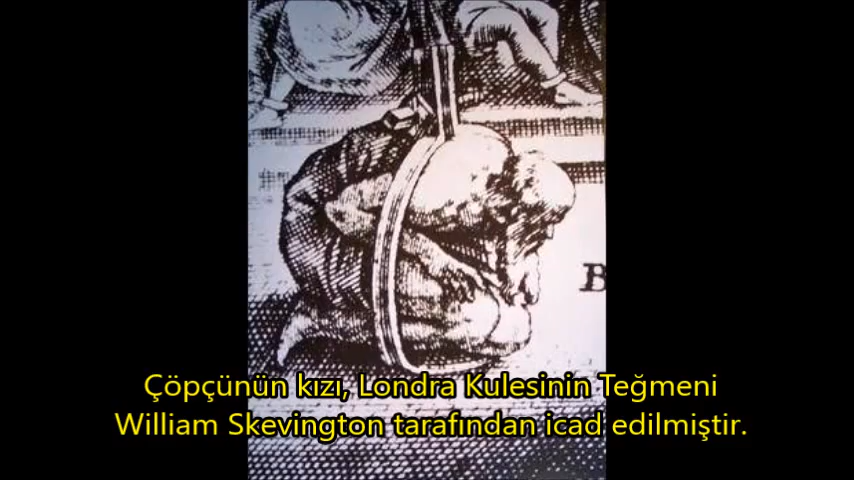 B
Çöpçünün kızı, Londra Kulesinin Teğmeni
William Skevington tarafından icad edilmiştir.